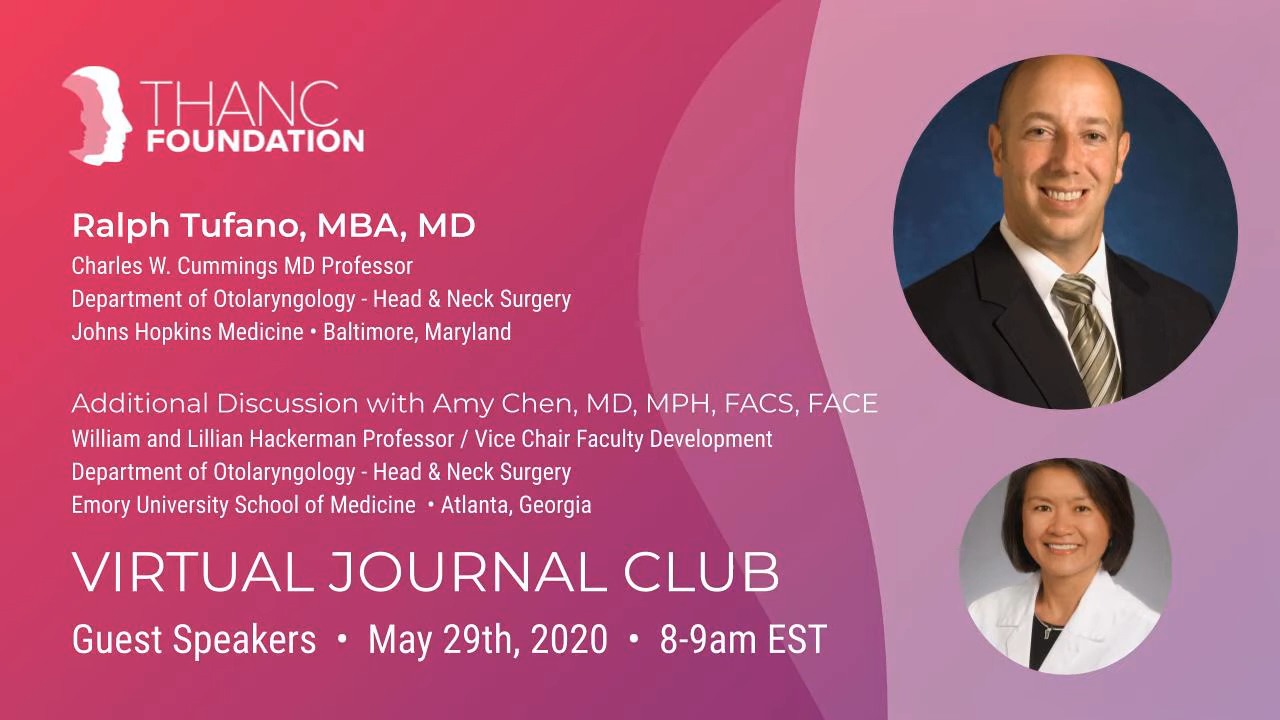 THANC
FOUNDATION
Ralph Tufano, MBA, MD
Charles W. Cummings MD Professor
Department of Otolaryngology - Head & Neck Surgery
Johns Hopkins Medicine • Baltimore, Maryland
Additional Discussion with Amy Chen, MD, MPH, FACS, FACE
William and Lillian Hackerman Professor / Vice Chair Faculty Development
Department of Otolaryngology - Head & Neck Surgery
Emory University School of Medicine • Atlanta, Georgia
VIRTUAL JOURNAL CLUB
Guest Speakers • May 29th, 2020 • 8-9am EST